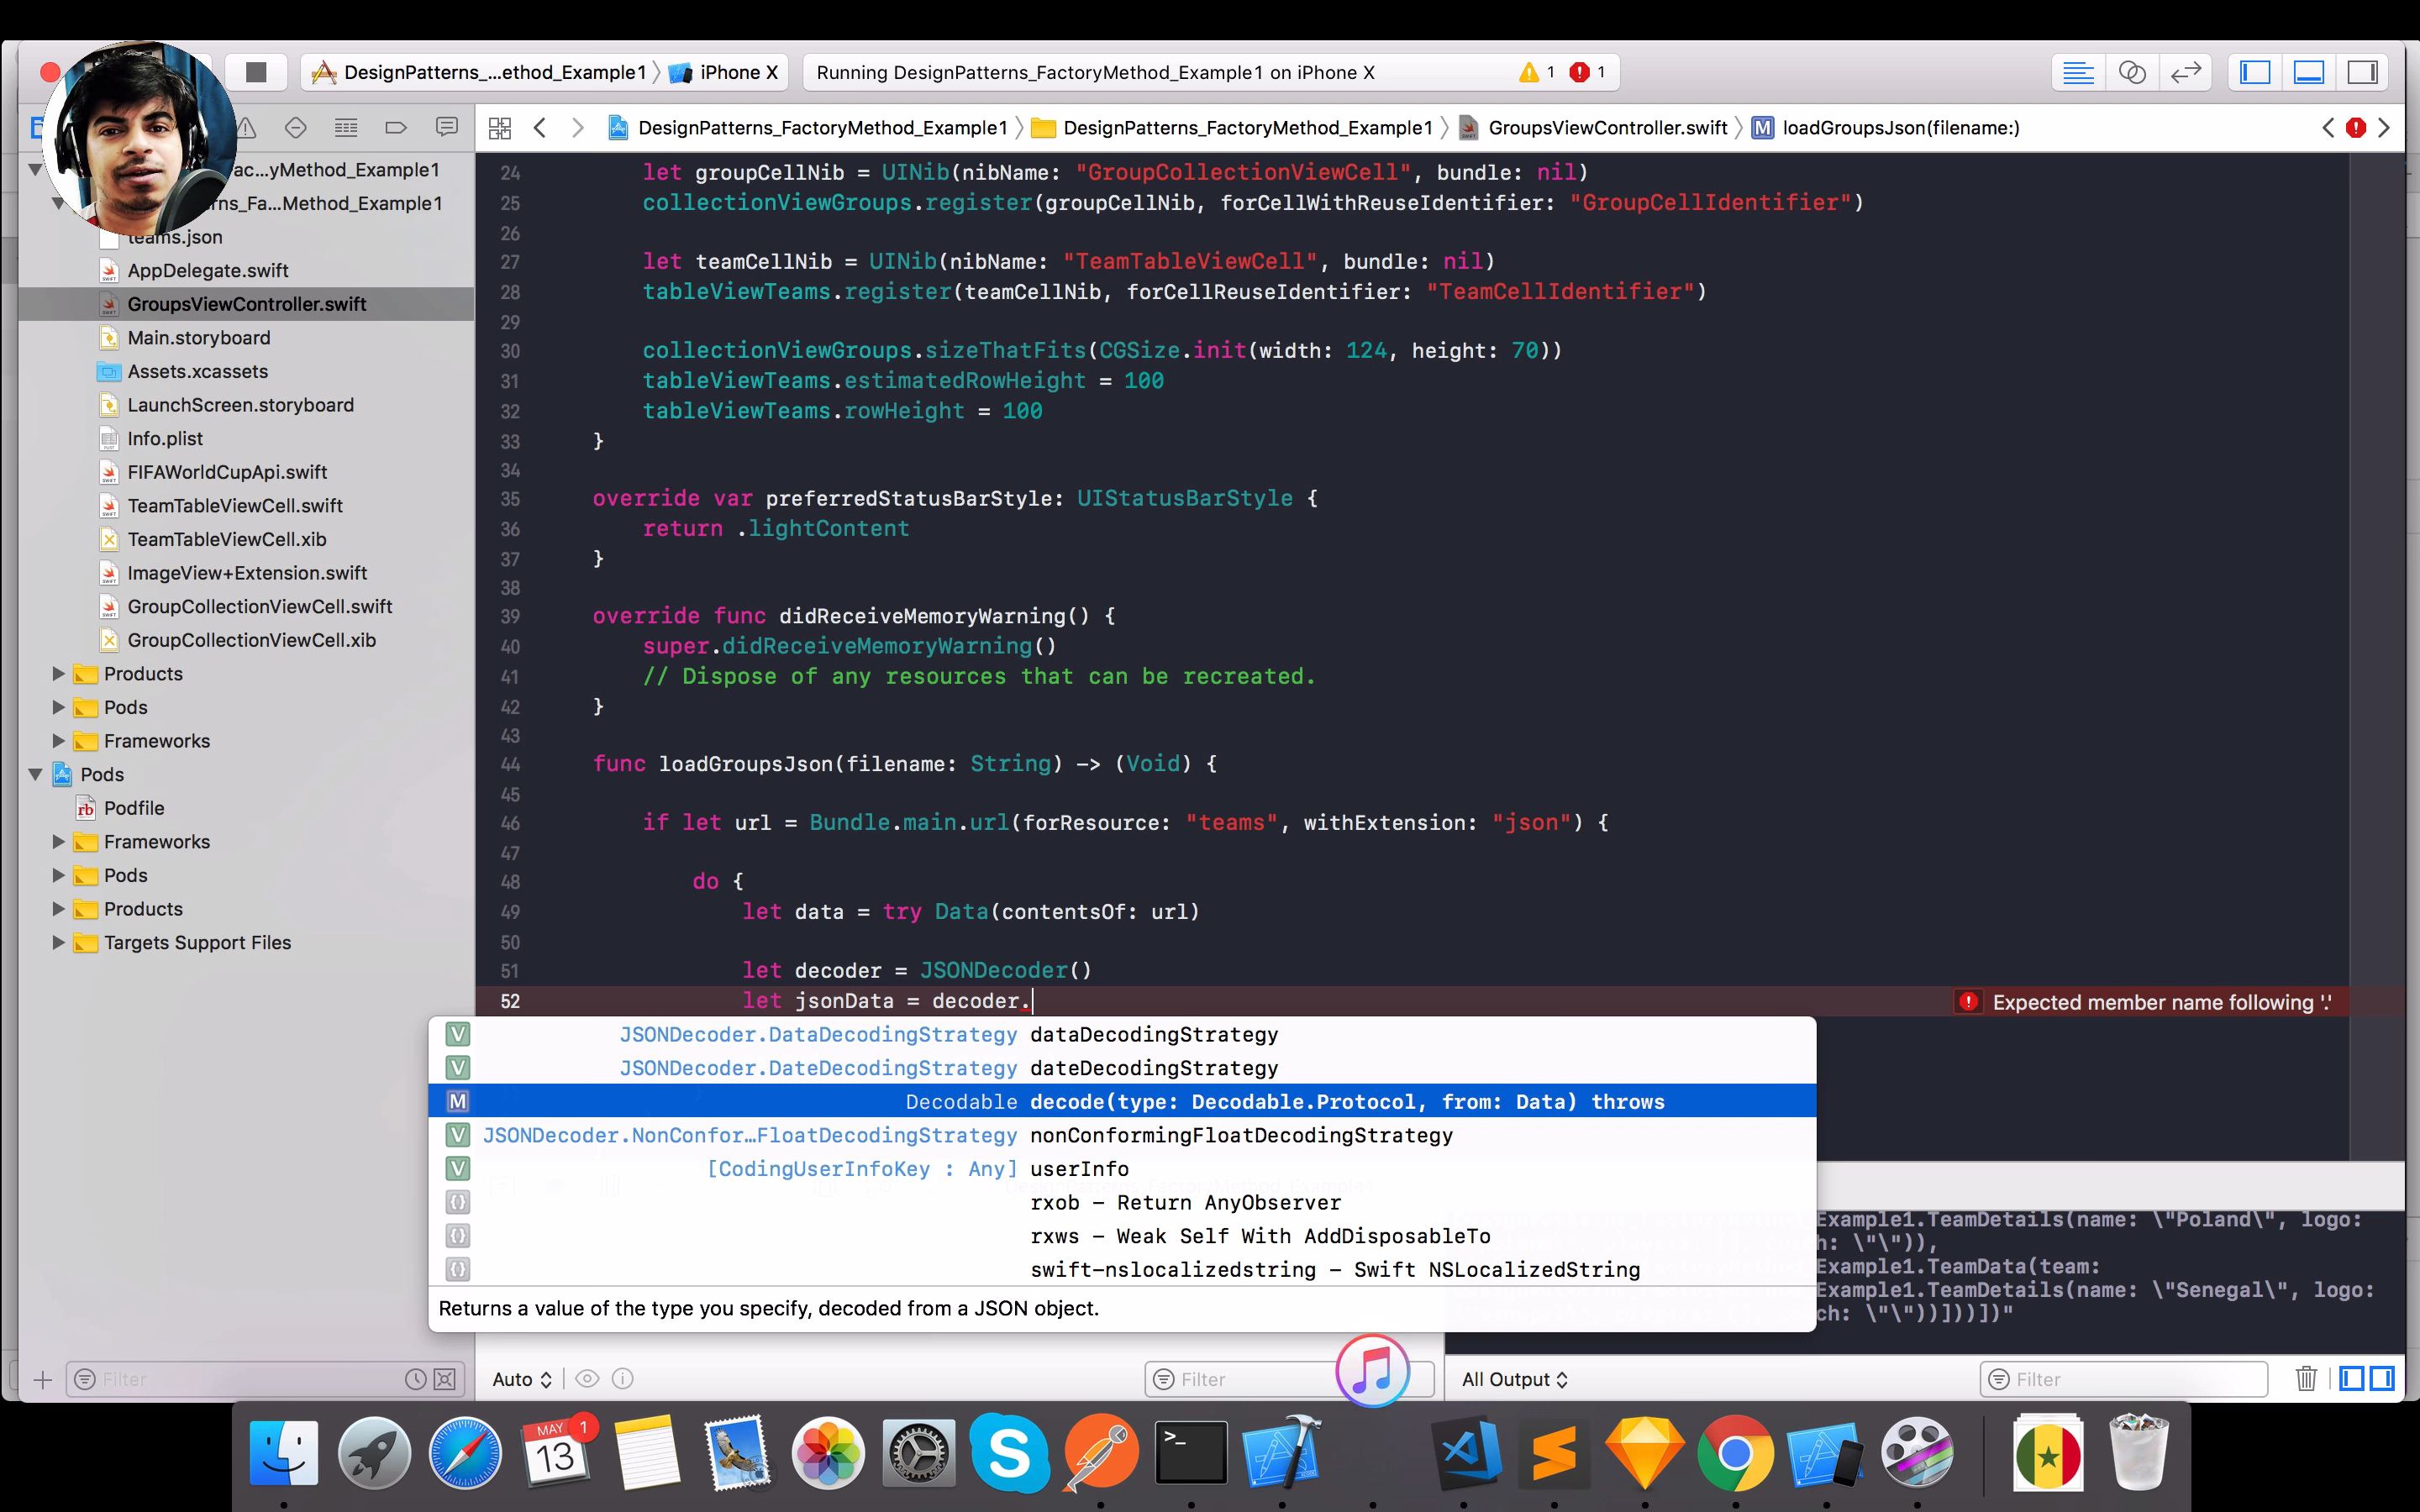 DesignPatterns_...ethod_Example1 〉 iPhone X
Running DesignPatterns_FactoryMethod_Example1 on iPhone X
1
1
DesignPatterns_FactoryMethod_Example1 〉 DesignPatterns_FactoryMethod_Example1 〉 GroupsViewController.swift 〉 M loadGroupsJson(filename:)
ac...yMethod_Example1
rns_Fa...Method_Example1
teams.json
AppDelegate.swift
GroupsViewController.swift
Main.storyboard
Assets.xcassets
LaunchScreen.storyboard
Info.plist
FIFAWorldCupApi.swift
TeamTableViewCell.swift
TeamTableViewCell.xib
ImageView+Extension.swift
GroupCollectionViewCell.swift
GroupCollectionViewCell.xib
Products
Pods
Frameworks
Pods
rb Podfile
Frameworks
Pods
Products
Targets Support Files
Filter
24 let groupCellNib = UINib(nibName: "GroupCollectionViewCell", bundle: nil)
25 collectionViewGroups.register(groupCellNib, forCellWithReuseIdentifier: "GroupCellIdentifier")
26
27 let teamCellNib = UINib(nibName: "TeamTableViewCell", bundle: nil)
28 tableViewTeams.register(teamCellNib, forCellReuseIdentifier: "TeamCellIdentifier")
29
30 collectionViewGroups.sizeThatFits(CGSize.init(width: 124, height: 70))
31 tableViewTeams.estimatedRowHeight = 100
32 tableViewTeams.rowHeight = 100
33 }
34
35 override var preferredStatusBarStyle: UIStatusBarStyle {
36 return .lightContent
37 }
38
39 override func didReceiveMemoryWarning() {
40 super.didReceiveMemoryWarning()
41 // Dispose of any resources that can be recreated.
42 }
43
44 func loadGroupsJson(filename: String) -> (Void) {
45
46 if let url = Bundle.main.url(forResource: "teams", withExtension: "json") {
47
48 do {
49 let data = try Data(contentsOf: url)
50
51 let decoder = JSONDecoder()
52 let jsonData = decoder.
Expected member name following '.'
V JSONDecoder.DataDecodingStrategy dataDecodingStrategy
V JSONDecoder.DateDecodingStrategy dateDecodingStrategy
M Decodable decode(type: Decodable.Protocol, from: Data) throws
V JSONDecoder.NonConfor...FloatDecodingStrategy nonConformingFloatDecodingStrategy
V [CodingUserInfoKey : Any] userInfo
{} rxob – Return AnyObserver
{} rxws – Weak Self With AddDisposableTo
{} swift-nslocalizedstring – Swift NSLocalizedString
Returns a value of the type you specify, decoded from a JSON object.
Example1.TeamDetails(name: \"Poland\", logo:
h: \"\")),
Example1.TeamData(team:
Example1.TeamDetails(name: \"Senegal\", logo:
ch: \"\"))]))])"
Auto
Filter
All Output
Filter
MAY
13
1
S
>_